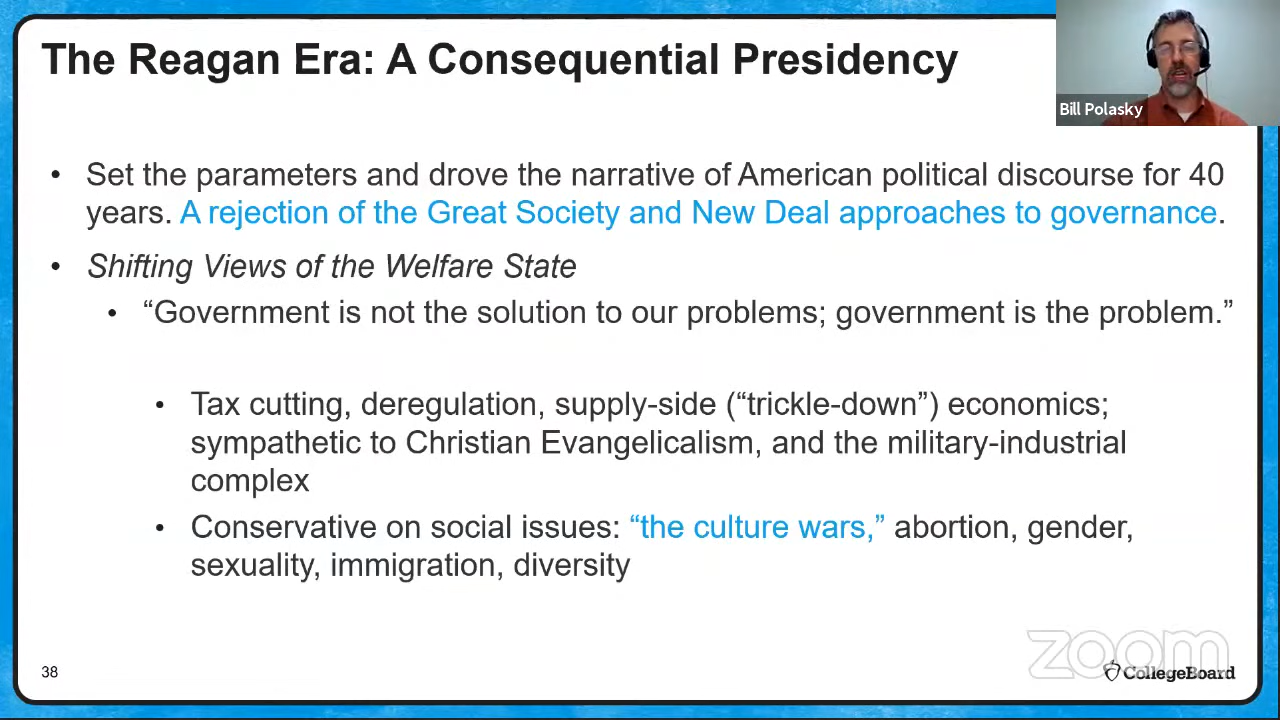 The Reagan Era: A Consequential Presidency
Bill Polasky
• Set the parameters and drove the narrative of American political discourse for 40
years. A rejection of the Great Society and New Deal approaches to governance.
• Shifting Views of the Welfare State
• “Government is not the solution to our problems; government is the problem.”
• Tax cutting, deregulation, supply-side (“trickle-down”) economics;
sympathetic to Christian Evangelicalism, and the military-industrial
complex
• Conservative on social issues: “the culture wars,” abortion, gender,
sexuality, immigration, diversity
zoom
38
CollegeBoard